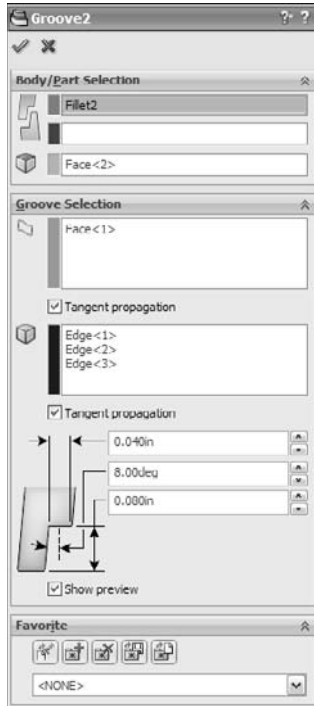 Groove2
? ?
Body/Part Selection
Fillet2
Face<2>
Groove Selection
Face<1>
Tangent propagation
Edge<1>
Edge<2>
Edge<3>
Tangent propagation
0.040in
8.00deg
0.080in
Show preview
Favorite
<NONE>